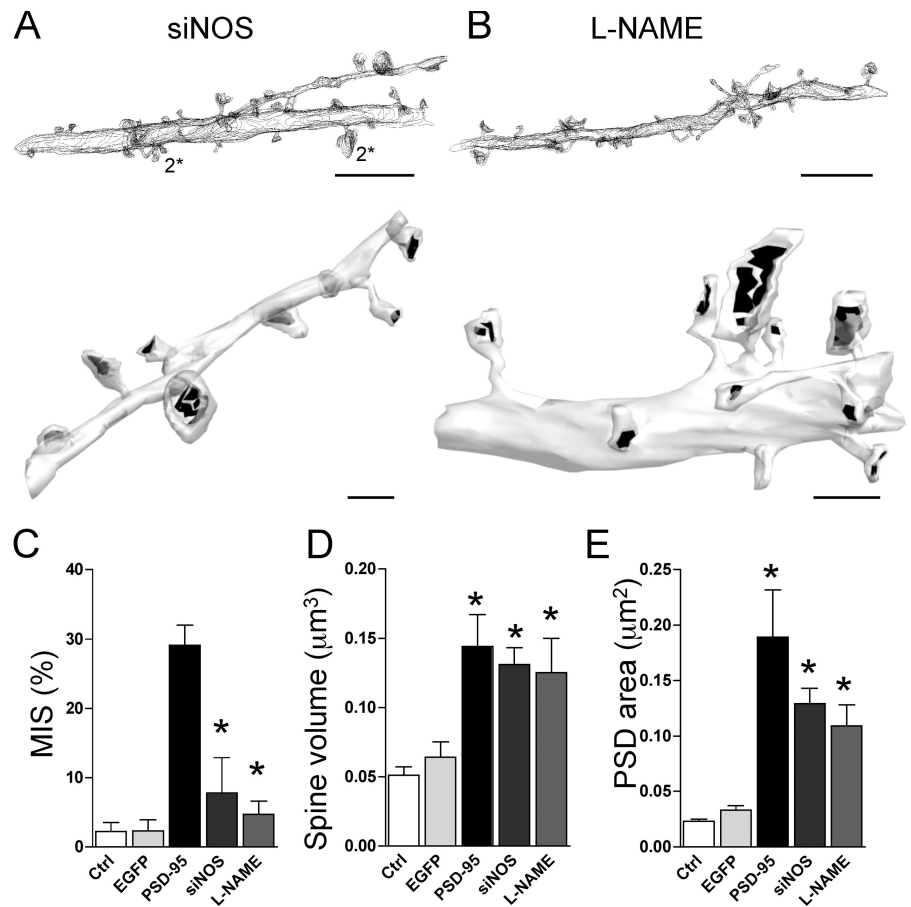 A siNOS
B L-NAME
2*
2*
C
MIS (%)
40
30
20
10
0
*
*
Ctrl
EGFP
PSD-95
siNOS
L-NAME
D
Spine volume (μm³)
0.20
0.15
0.10
0.05
0.00
*
*
*
Ctrl
EGFP
PSD-95
siNOS
L-NAME
E
PSD area (μm²)
0.25
0.20
0.15
0.10
0.05
0.00
*
*
*
Ctrl
EGFP
PSD-95
siNOS
L-NAME